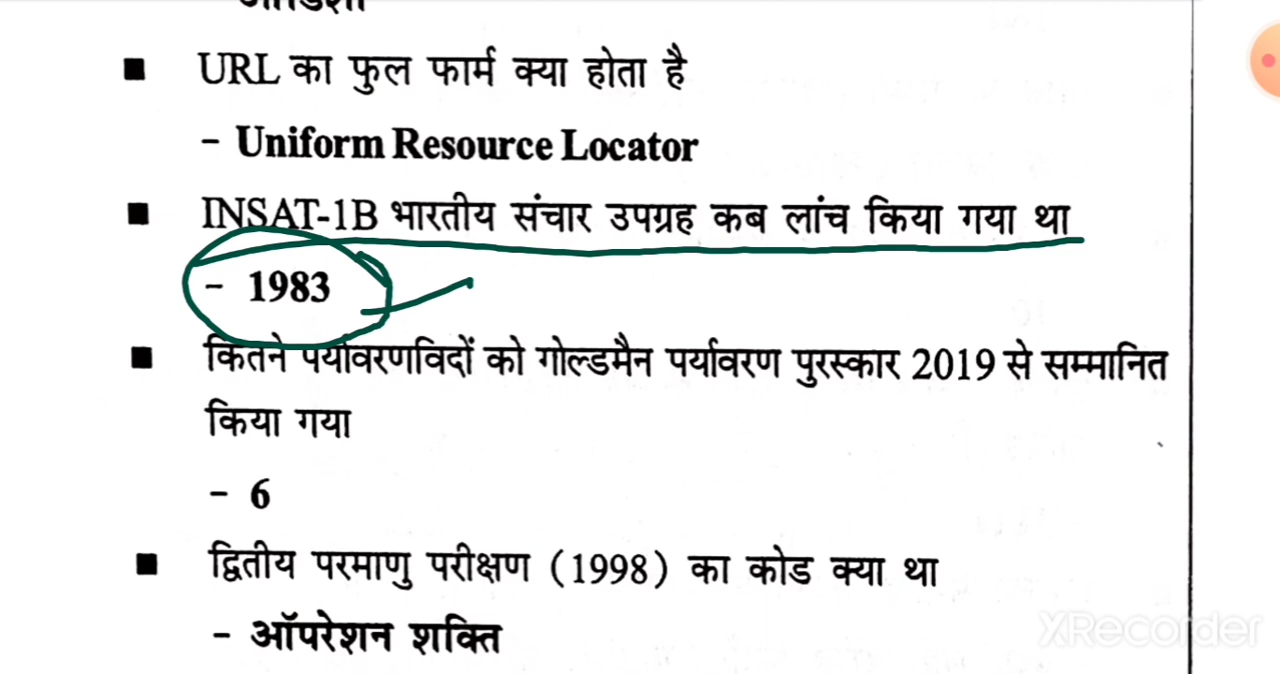 ■ URL का फुल फार्म क्या होता है
- Uniform Resource Locator
■ INSAT-1B भारतीय संचार उपग्रह कब लांच किया गया था
- 1983
■ कितने पर्यावरणविदों को गोल्डमैन पर्यावरण पुरस्कार 2019 से सम्मानित
किया गया
- 6
■ द्वितीय परमाणु परीक्षण (1998) का कोड क्या था
- ऑपरेशन शक्ति
XRecorder